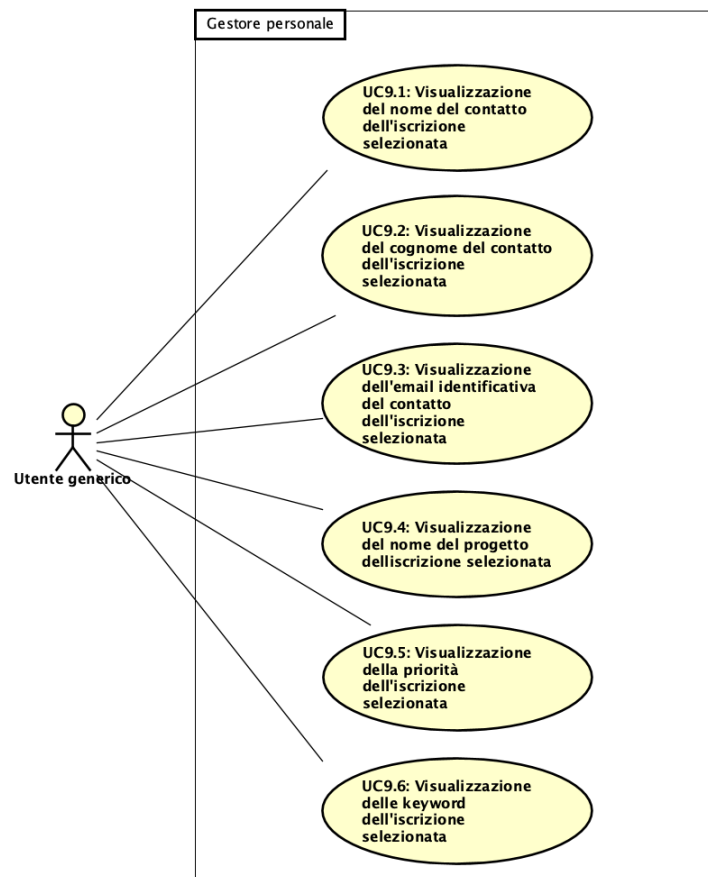 Gestore personale
UC9.1: Visualizzazione
del nome del contatto
dell'iscrizione
selezionata
UC9.2: Visualizzazione
del cognome del contatto
dell'iscrizione
selezionata
UC9.3: Visualizzazione
dell'email identificativa
del contatto
dell'iscrizione
selezionata
Utente generico
UC9.4: Visualizzazione
del nome del progetto
delliscrizione selezionata
UC9.5: Visualizzazione
della priorità
dell'iscrizione
selezionata
UC9.6: Visualizzazione
delle keyword
dell'iscrizione
selezionata